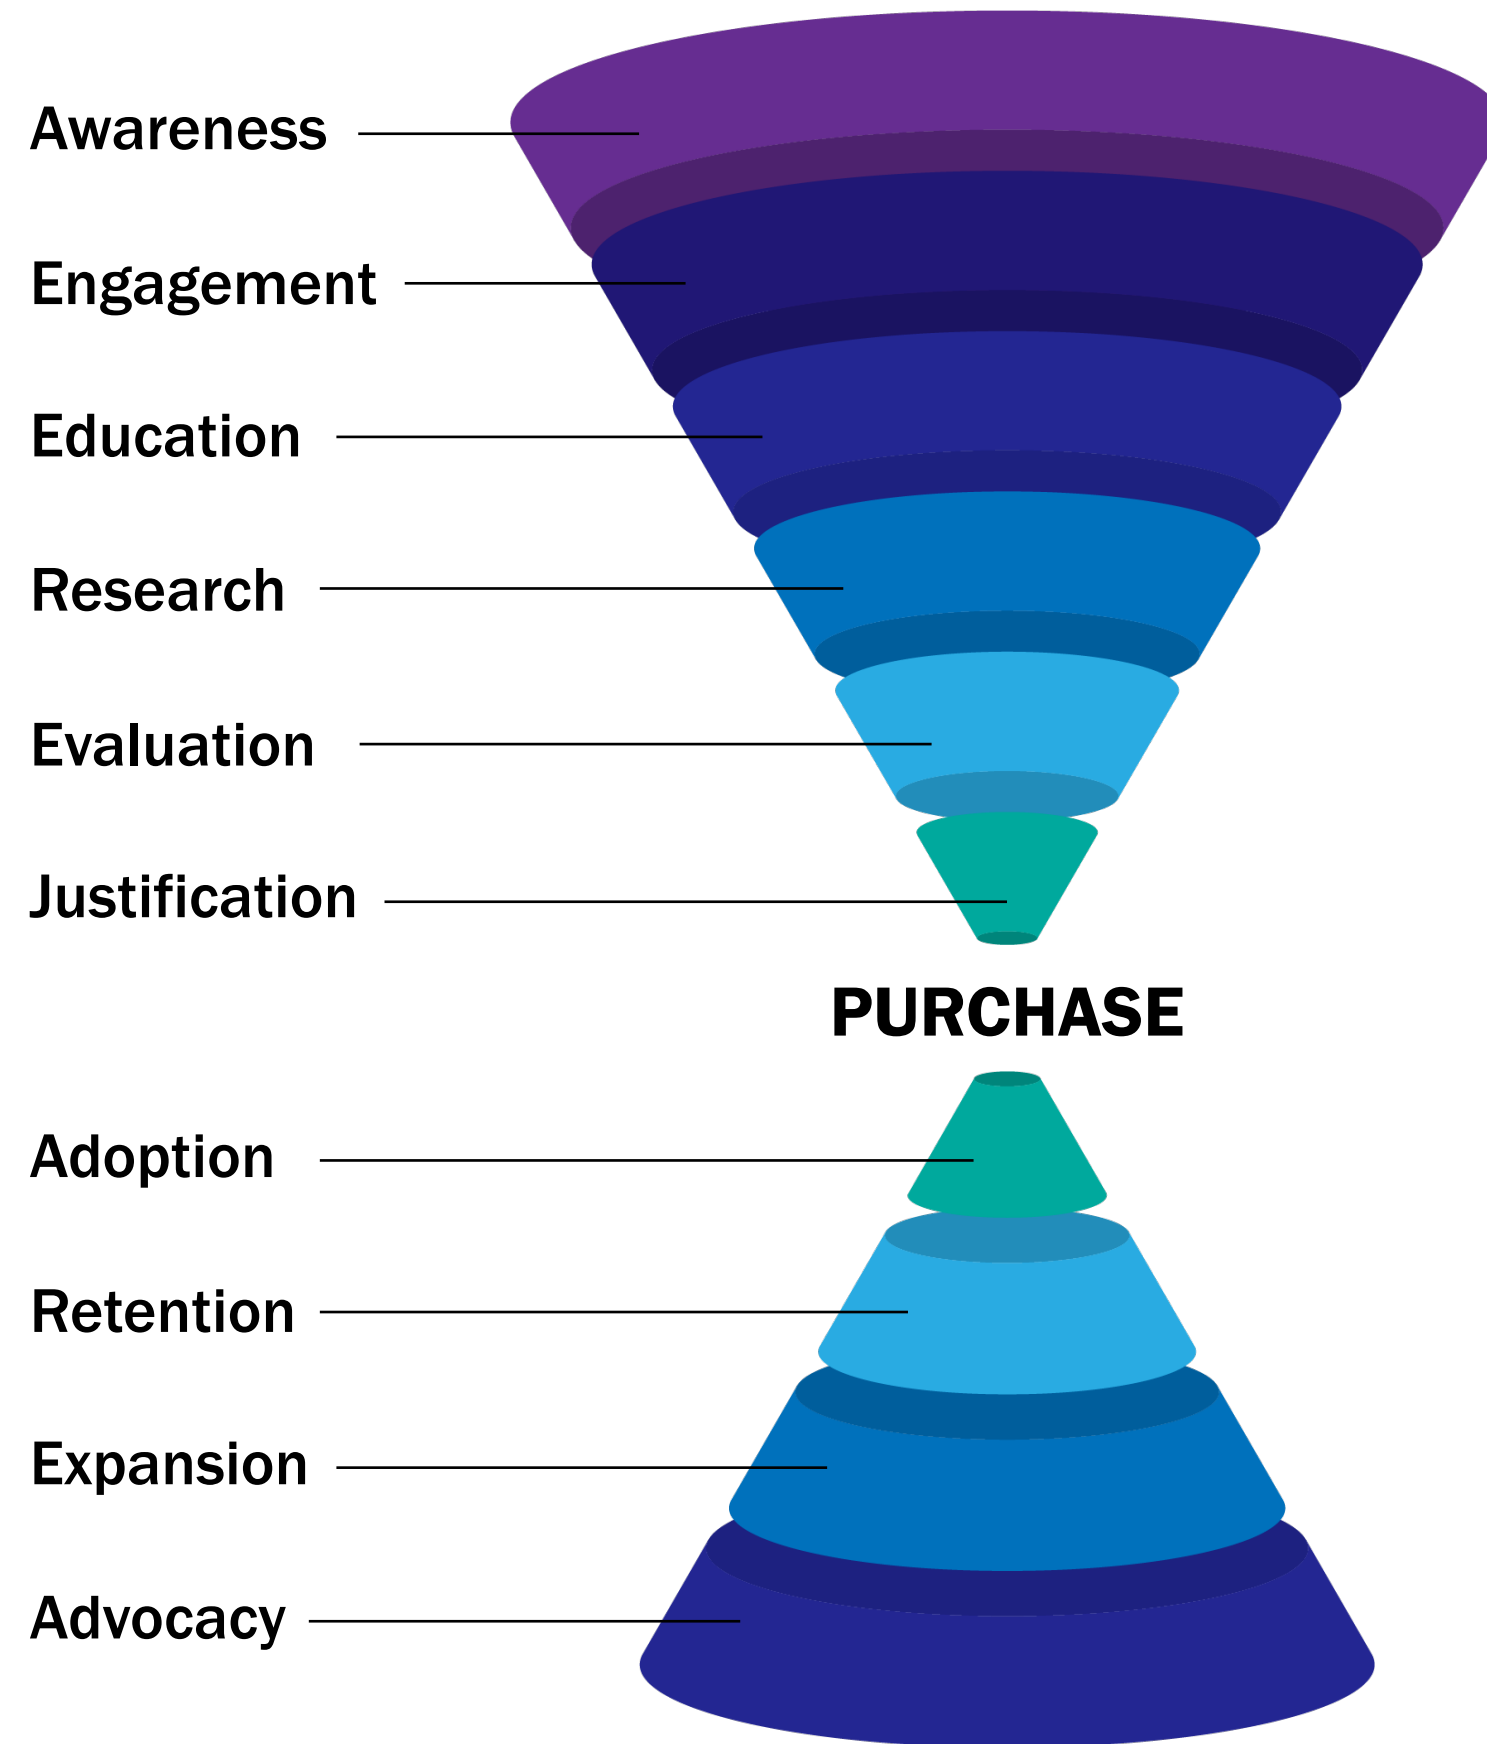 Awareness
Engagement
Education
Research
Evaluation
Justification
PURCHASE
Adoption
Retention
Expansion
Advocacy